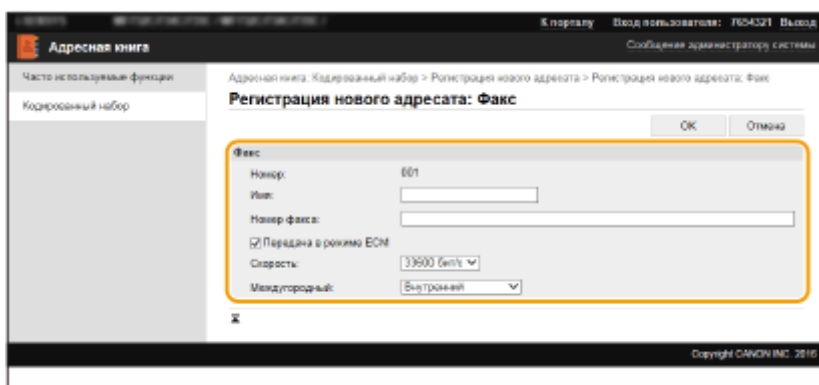 К порталу Вход пользователя: 7654321 Выход
Адресная книга Сообщение администратору системы
Часто используемые функции
Кодированный набор
Адресная книга: Кодированный набор > Регистрация нового адресата > Регистрация нового адресата: Факс
Регистрация нового адресата: Факс
OK Отмена
Факс
Номер: 001
Имя:
Номер факса:
Передача в режиме ECM
Скорость: 33600 бит/с
Междугородный: Внутренний
Copyright CANON INC. 2016